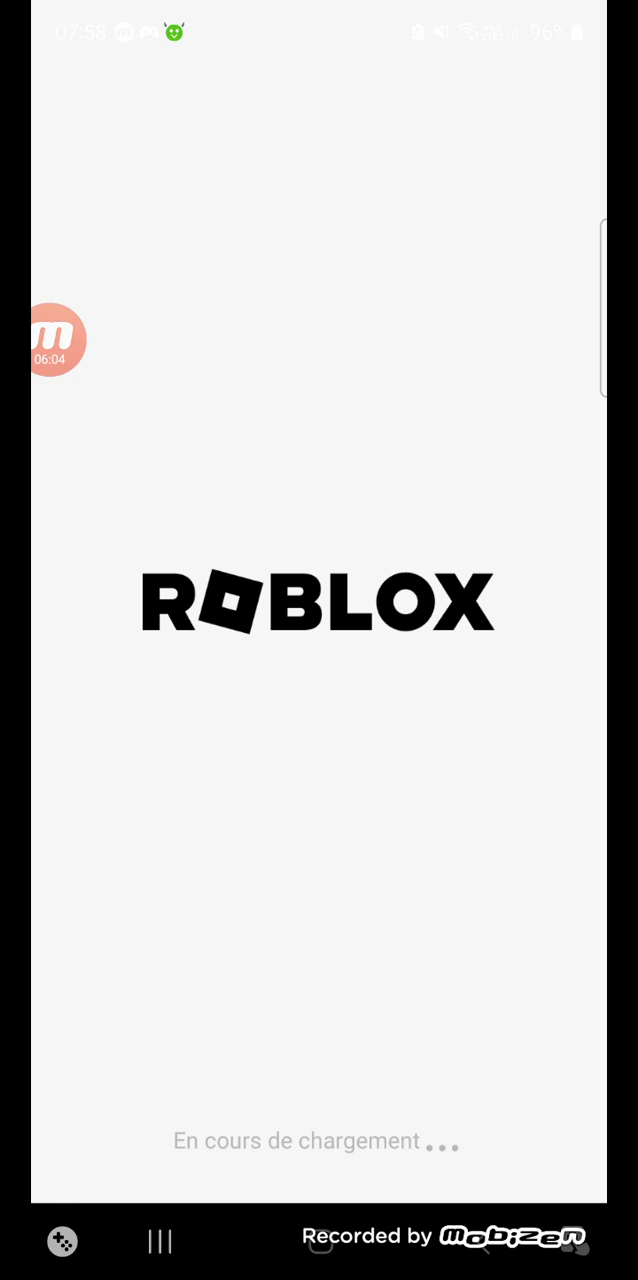 07:58
96%
m
06:04
ROBLOX
En cours de chargement...
Recorded by mobizen